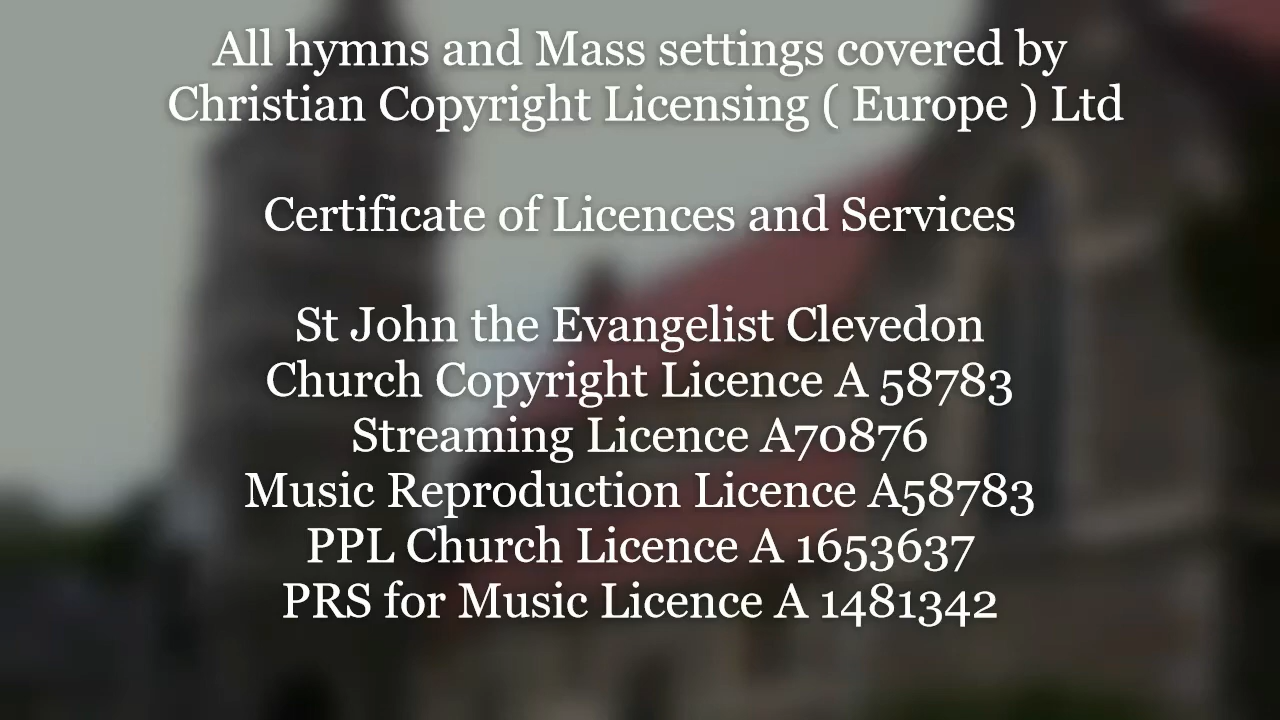 All hymns and Mass settings covered by
Christian Copyright Licensing ( Europe ) Ltd
Certificate of Licences and Services
St John the Evangelist Clevedon
Church Copyright Licence A 58783
Streaming Licence A70876
Music Reproduction Licence A58783
PPL Church Licence A 1653637
PRS for Music Licence A 1481342